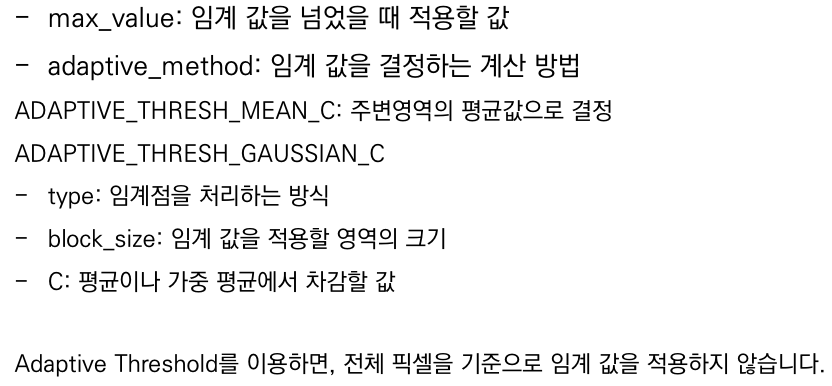 - max_value: 임계 값을 넘었을 때 적용할 값
- adaptive_method: 임계 값을 결정하는 계산 방법
ADAPTIVE_THRESH_MEAN_C: 주변영역의 평균값으로 결정
ADAPTIVE_THRESH_GAUSSIAN_C
- type: 임계점을 처리하는 방식
- block_size: 임계 값을 적용할 영역의 크기
- C: 평균이나 가중 평균에서 차감할 값
Adaptive Threshold를 이용하면, 전체 픽셀을 기준으로 임계 값을 적용하지 않습니다.